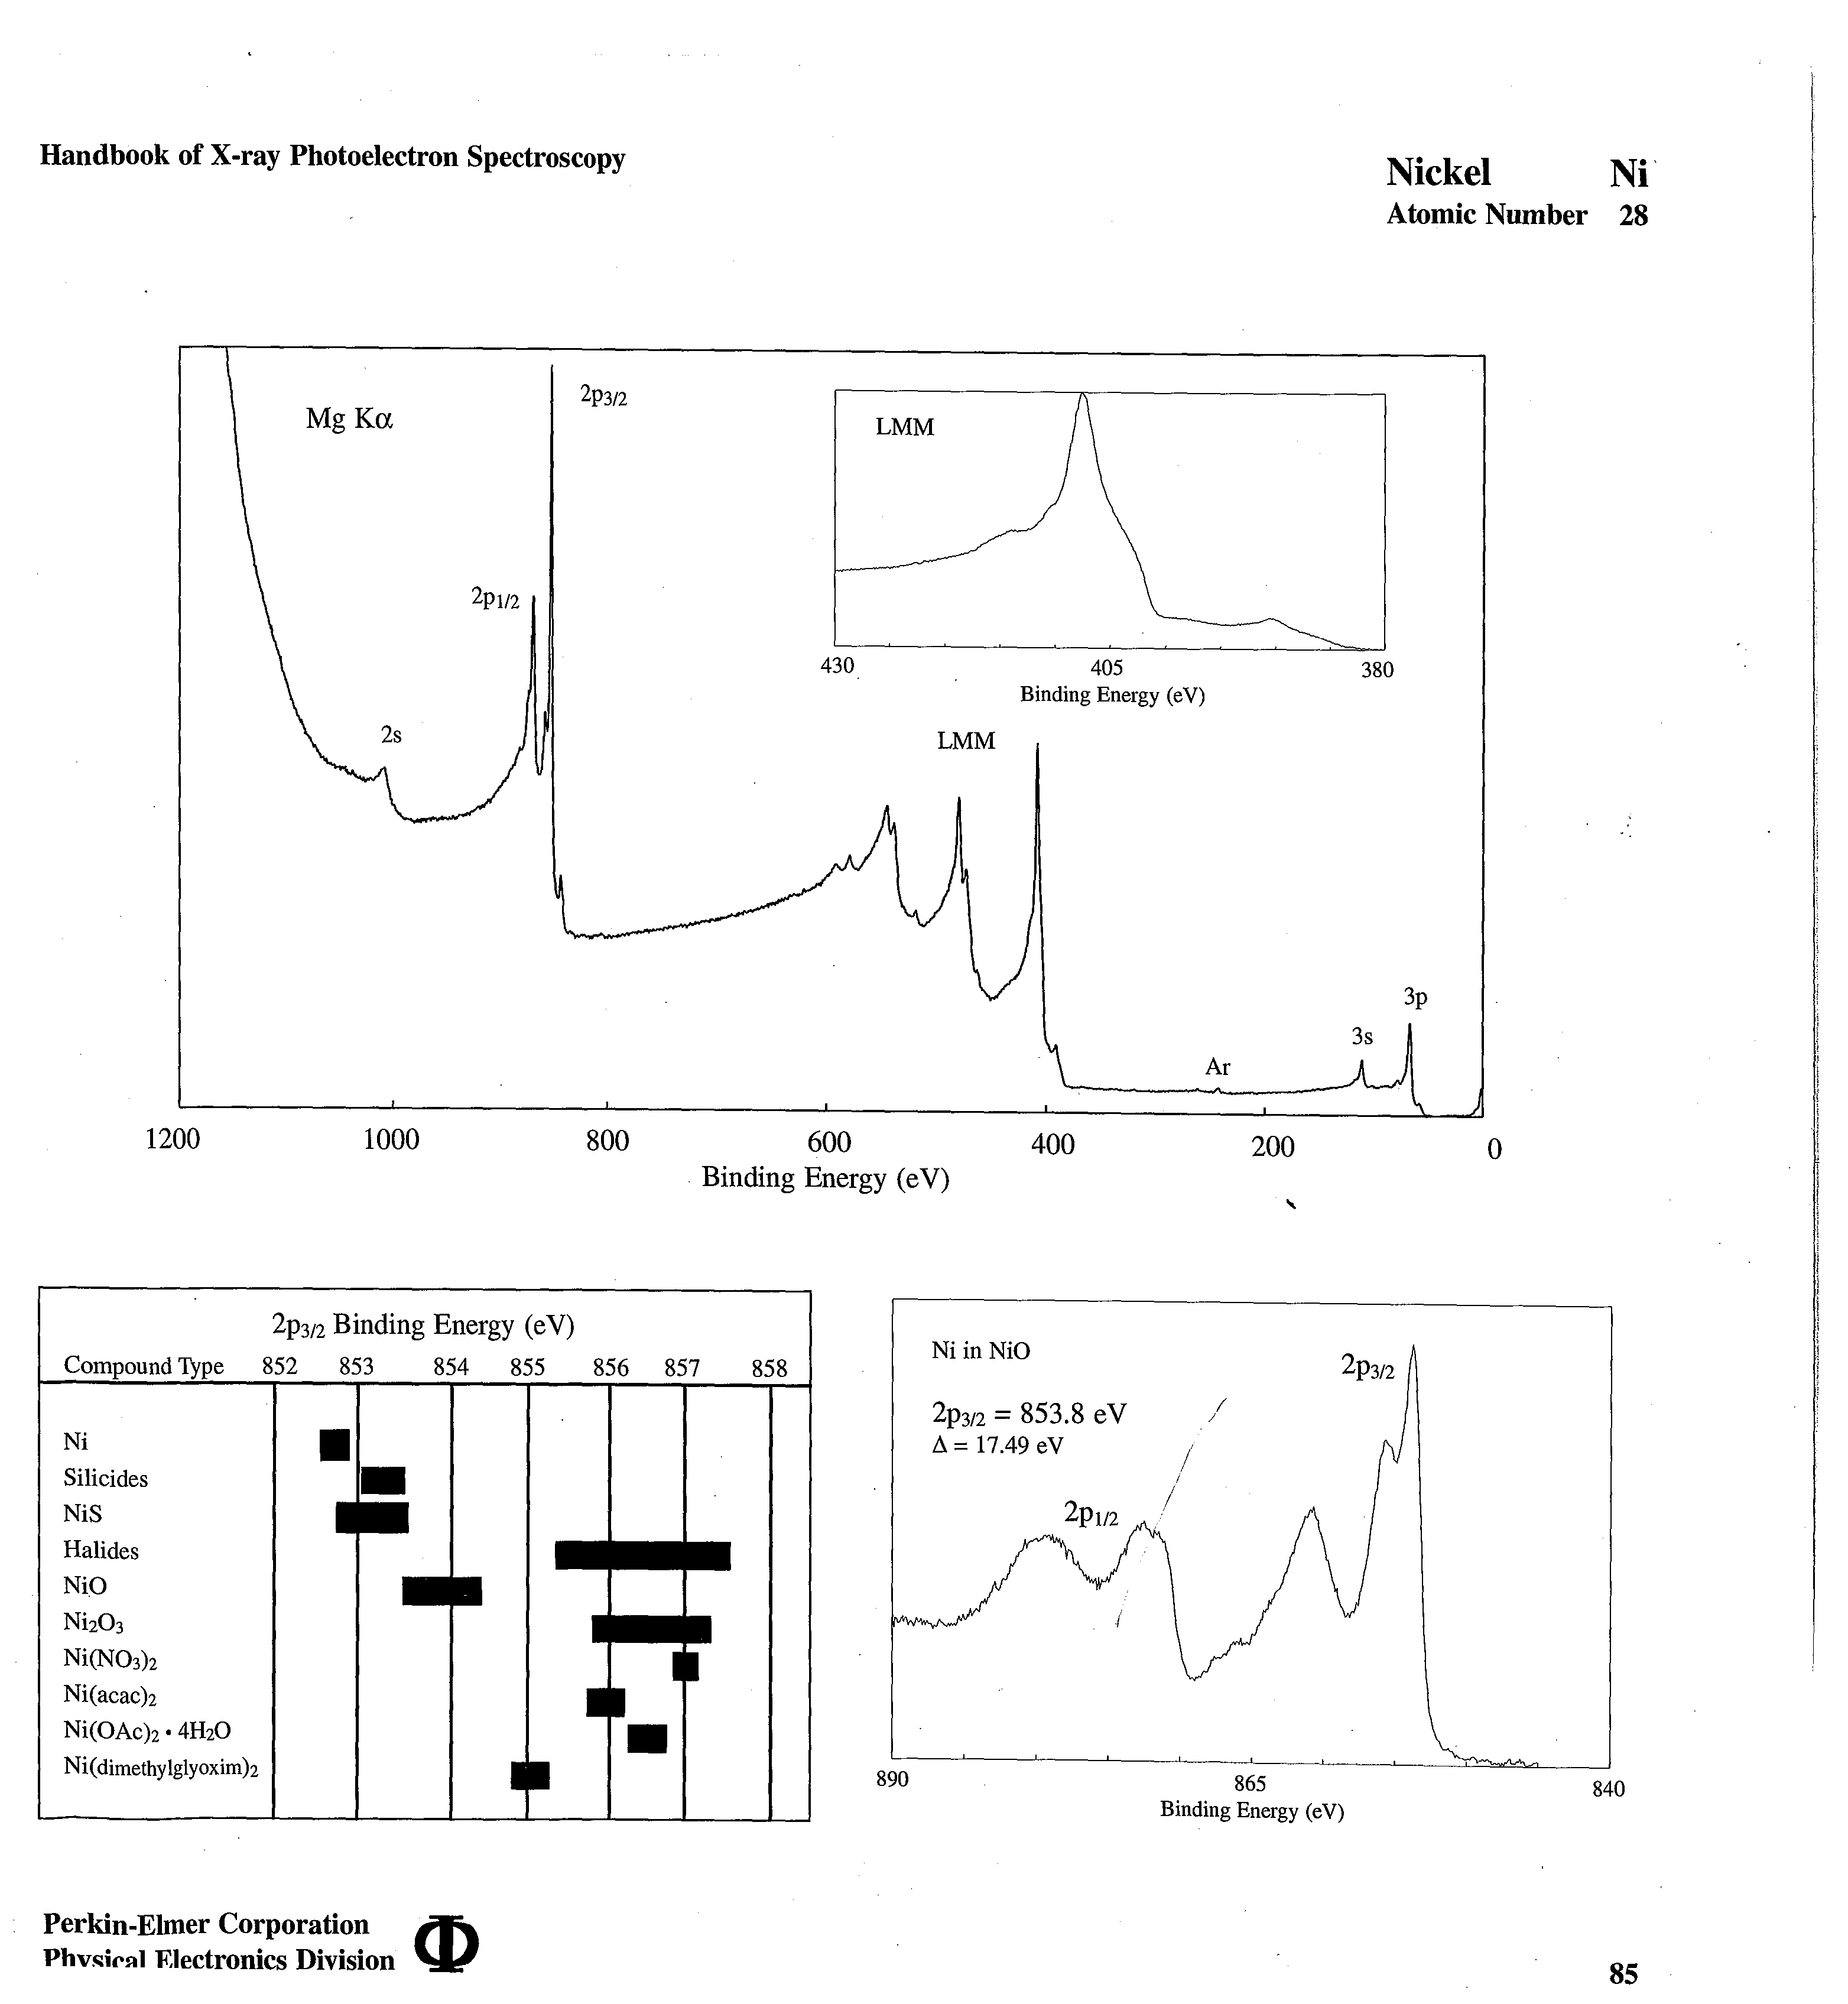 Handbook of X-ray Photoelectron Spectroscopy
Nickel Ni
Atomic Number 28
Mg Kα
2p3/2
2p1/2
2s
LMM
430 405 380
Binding Energy (eV)
LMM
Ar
3s
3p
1200 1000 800 600 400 200 0
Binding Energy (eV)
2p3/2 Binding Energy (eV)
Compound Type 852 853 854 855 856 857 858
Ni
Silicides
NiS
Halides
NiO
Ni2O3
Ni(NO3)2
Ni(acac)2
Ni(OAc)2 • 4H2O
Ni(dimethylglyoxim)2
Ni in NiO
2p3/2 = 853.8 eV
Δ = 17.49 eV
2p3/2
2p1/2
890 865 840
Binding Energy (eV)
Perkin-Elmer Corporation
Physical Electronics Division
Φ
85